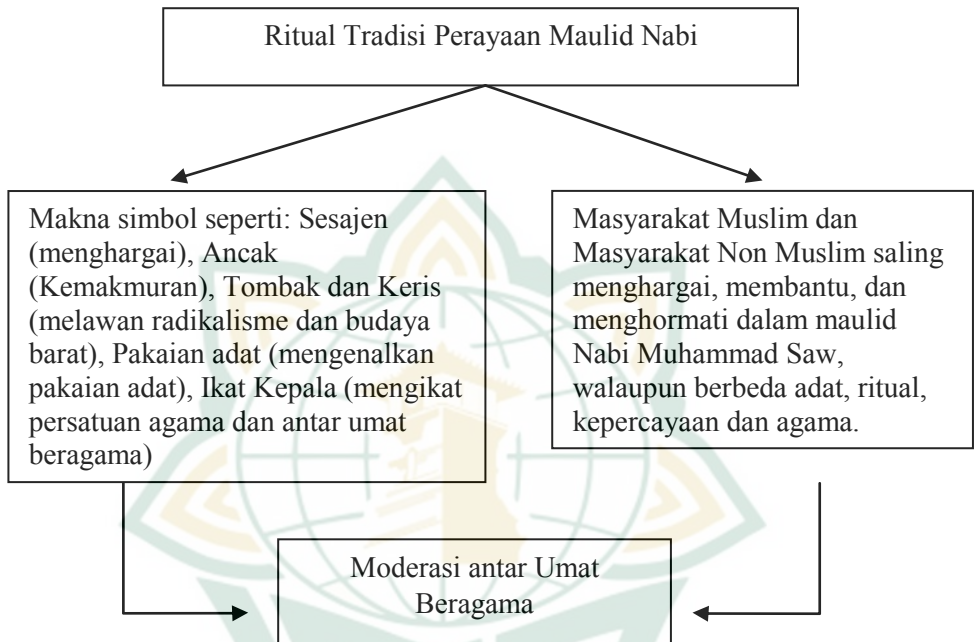 Ritual Tradisi Perayaan Maulid Nabi
Makna simbol seperti: Sesajen
(menghargai), Ancak
(Kemakmuran), Tombak dan Keris
(melawan radikalisme dan budaya
barat), Pakaian adat (mengenalkan
pakaian adat), Ikat Kepala (mengikat
persatuan agama dan antar umat
beragama)
Masyarakat Muslim dan
Masyarakat Non Muslim saling
menghargai, membantu, dan
menghormati dalam maulid
Nabi Muhammad Saw,
walaupun berbeda adat, ritual,
kepercayaan dan agama.
Moderasi antar Umat
Beragama